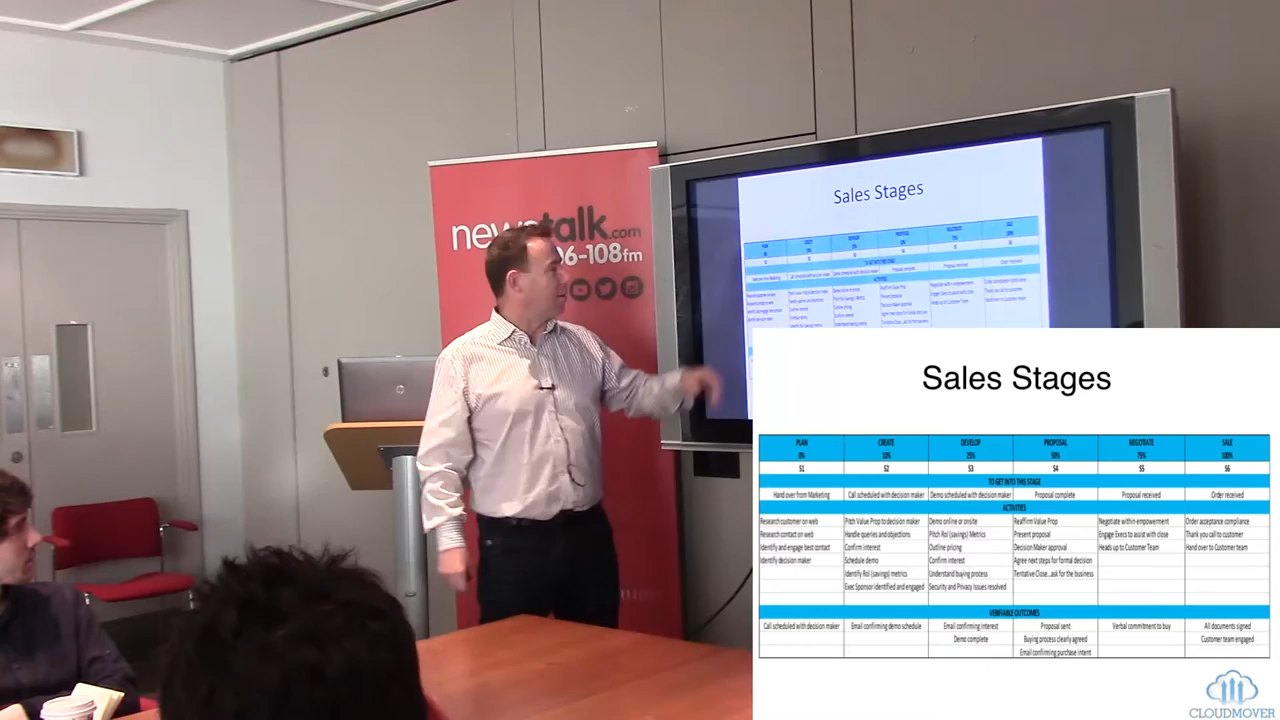 newstalk.com
106-108fm
hp
Sales Stages
Sales Stages
PLAN CREATE DEVELOP PROPOSAL NEGOTIATE SALE
0% 10% 25% 50% 75% 100%
S1 S2 S3 S4 S5 S6
TO GET INTO THIS STAGE
Hand over from Marketing Call scheduled with decision maker Demo scheduled with decision maker Proposal complete Proposal received Order received
ACTIVITIES
Research customer on web Pitch Value Prop to decision maker Demo online or onsite Reaffirm Value Prop Negotiate within empowerment Order acceptance compliance
Research contact on web Handle queries and objections Pitch RoI (savings) Metrics Present proposal Engage Execs to assist with close Thank you call to customer
Identify and engage best contact Confirm interest Outline pricing Decision Maker approval Heads up to Customer Team Hand over to Customer team
Identify decision maker Schedule demo Confirm interest Agree next steps for formal decision
Identify RoI (savings) metrics Understand buying process Tentative Close...ask for the business
Exec Sponsor identified and engaged Security and Privacy Issues resolved
VERIFIABLE OUTCOMES
Call scheduled with decision maker Email confirming demo schedule Email confirming interest Proposal sent Verbal commitment to buy All documents signed
Demo complete Buying process clearly agreed Customer team engaged
Email confirming purchase intent
CLOUDMOVER